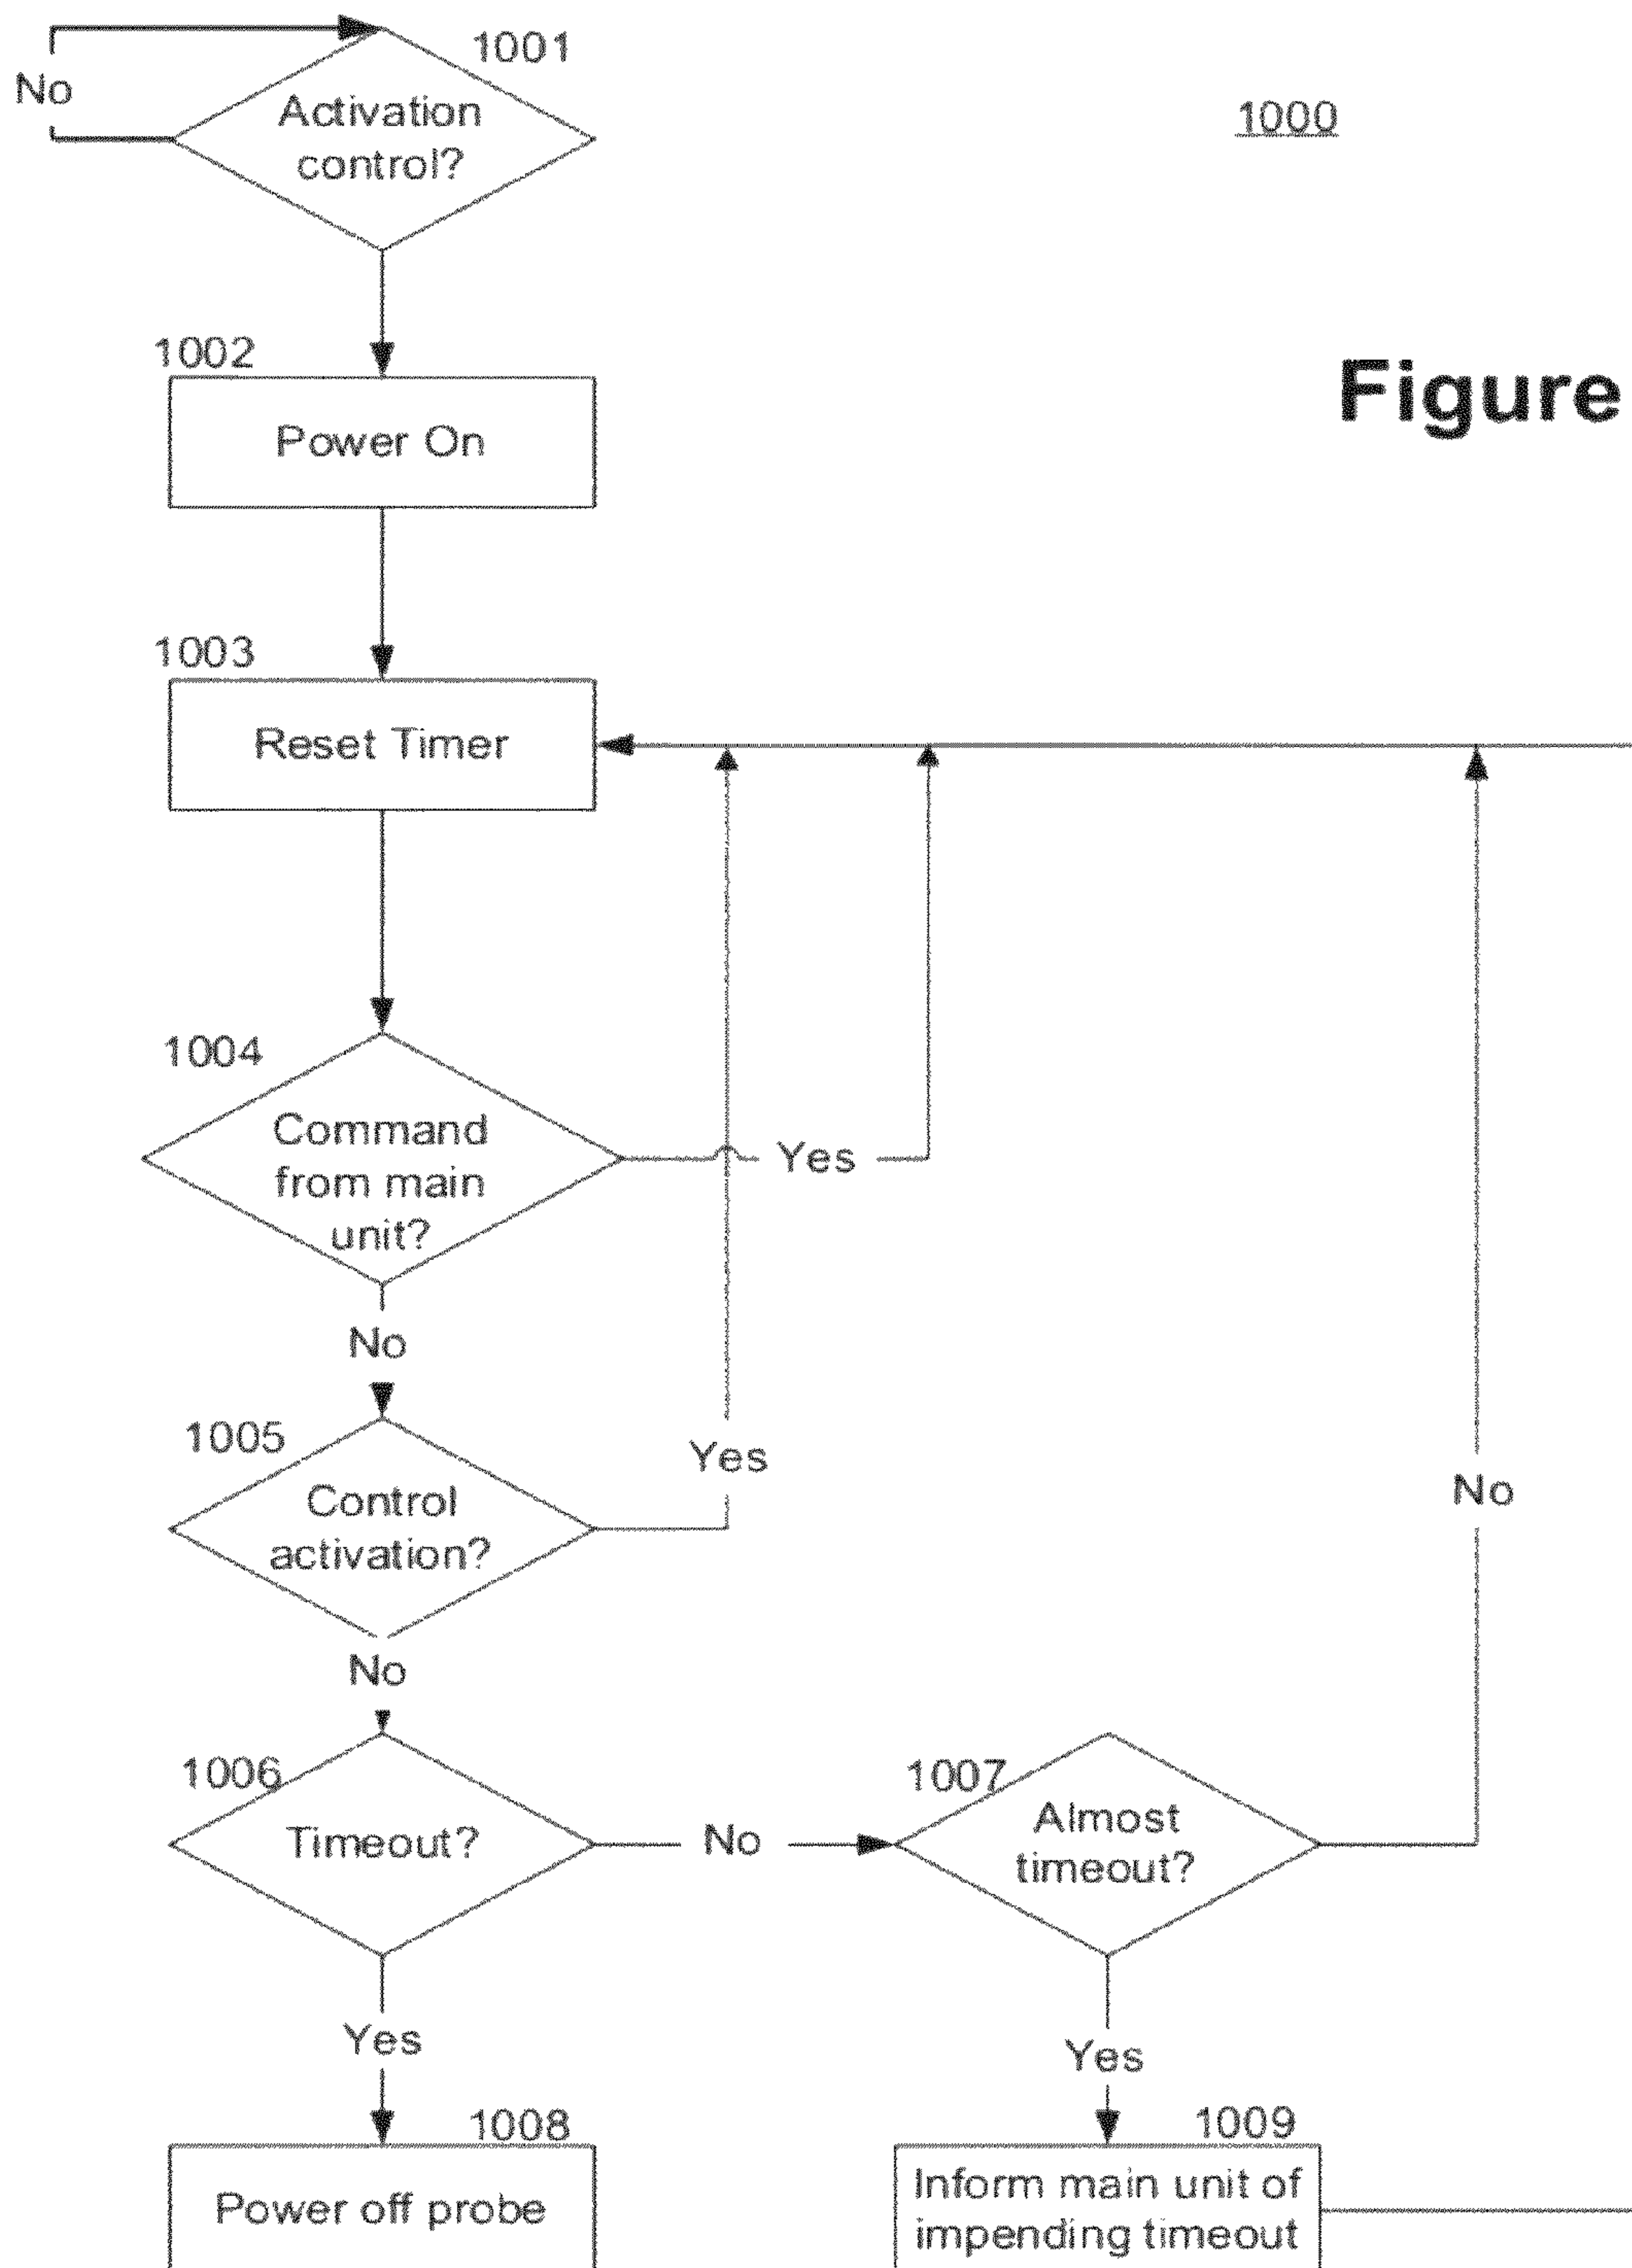 1001
No
Activation
control?
1000
1002
Power On
Figure
1003
Reset Timer
1004
Command
from main
unit?
Yes
No
1005
Control
activation?
Yes
No
No
1006
Timeout?
No
1007
Almost
timeout?
Yes
Yes
1008
Power off probe
1009
Inform main unit of
impending timeout